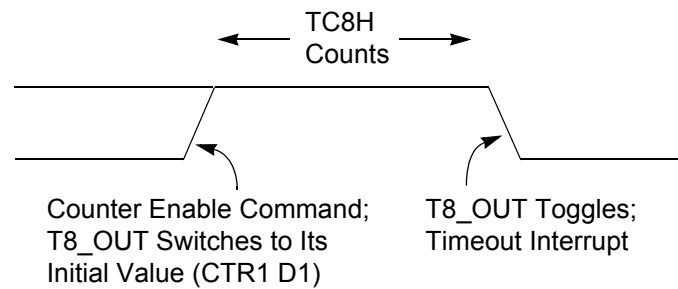 TC8H
Counts
Counter Enable Command;
T8_OUT Switches to Its
Initial Value (CTR1 D1)
T8_OUT Toggles;
Timeout Interrupt